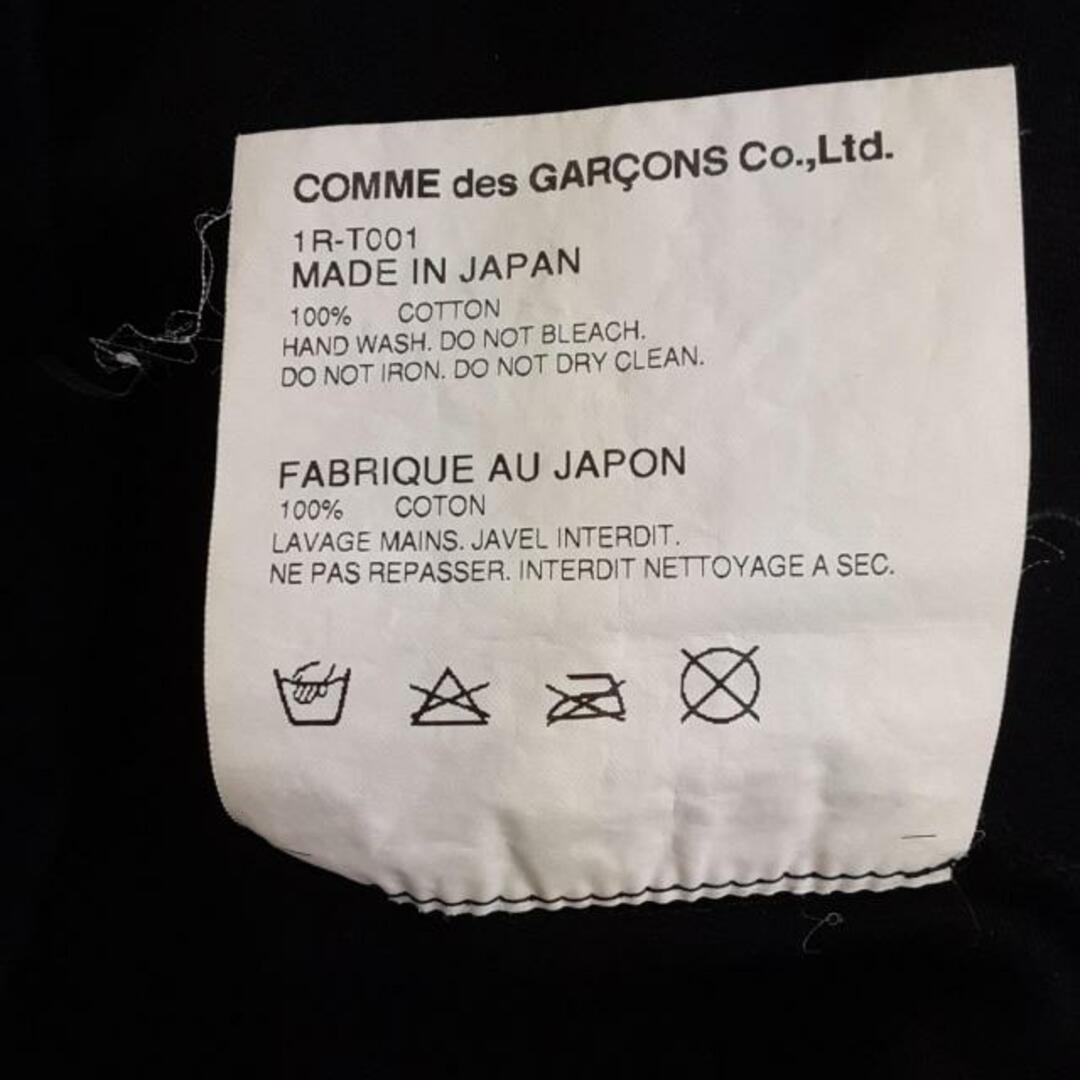 COMME des GARÇONS Co.,Ltd.
1R-T001
MADE IN JAPAN
100% COTTON
HAND WASH. DO NOT BLEACH.
DO NOT IRON. DO NOT DRY CLEAN.
FABRIQUE AU JAPON
100% COTON
LAVAGE MAINS. JAVEL INTERDIT.
NE PAS REPASSER. INTERDIT NETTOYAGE A SEC.